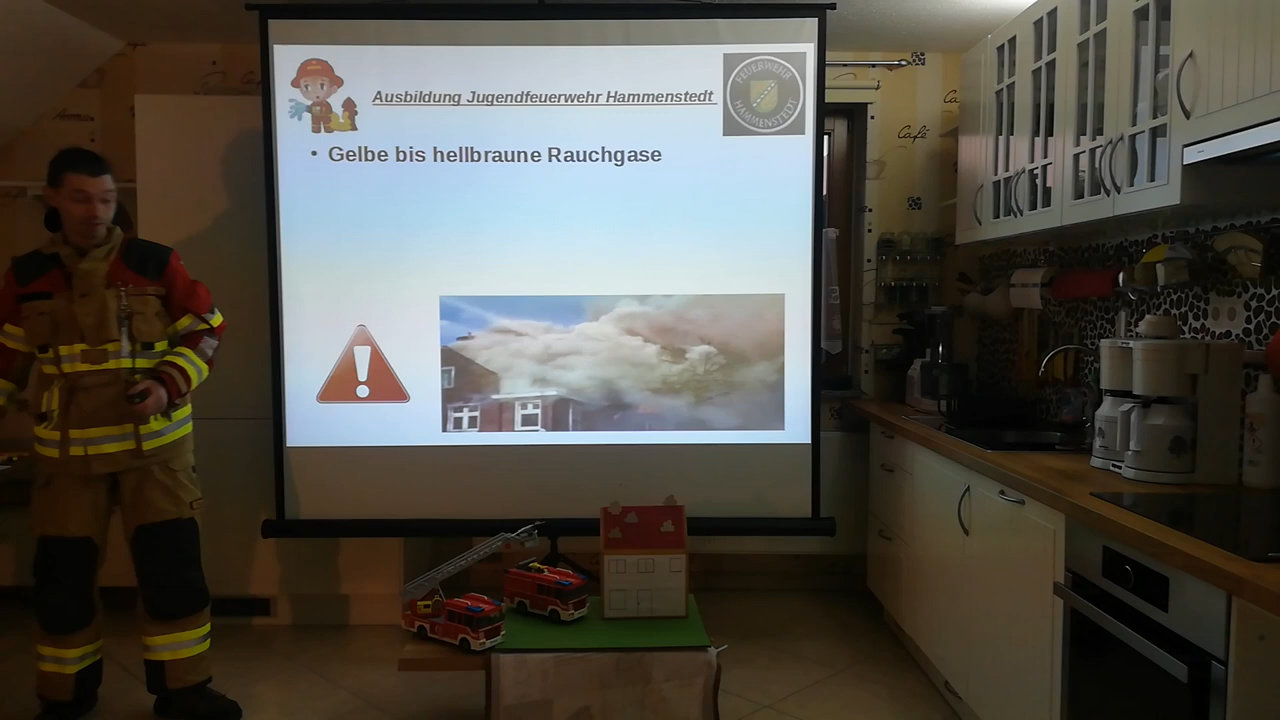 Ausbildung Jugendfeuerwehr Hammenstedt
FEUERWEHR
HAMMENSTEDT
• Gelbe bis hellbraune Rauchgase
Café